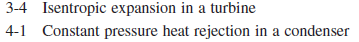 3-4 Isentropic expansion in a turbine
4-1 Constant pressure heat rejection in a condenser